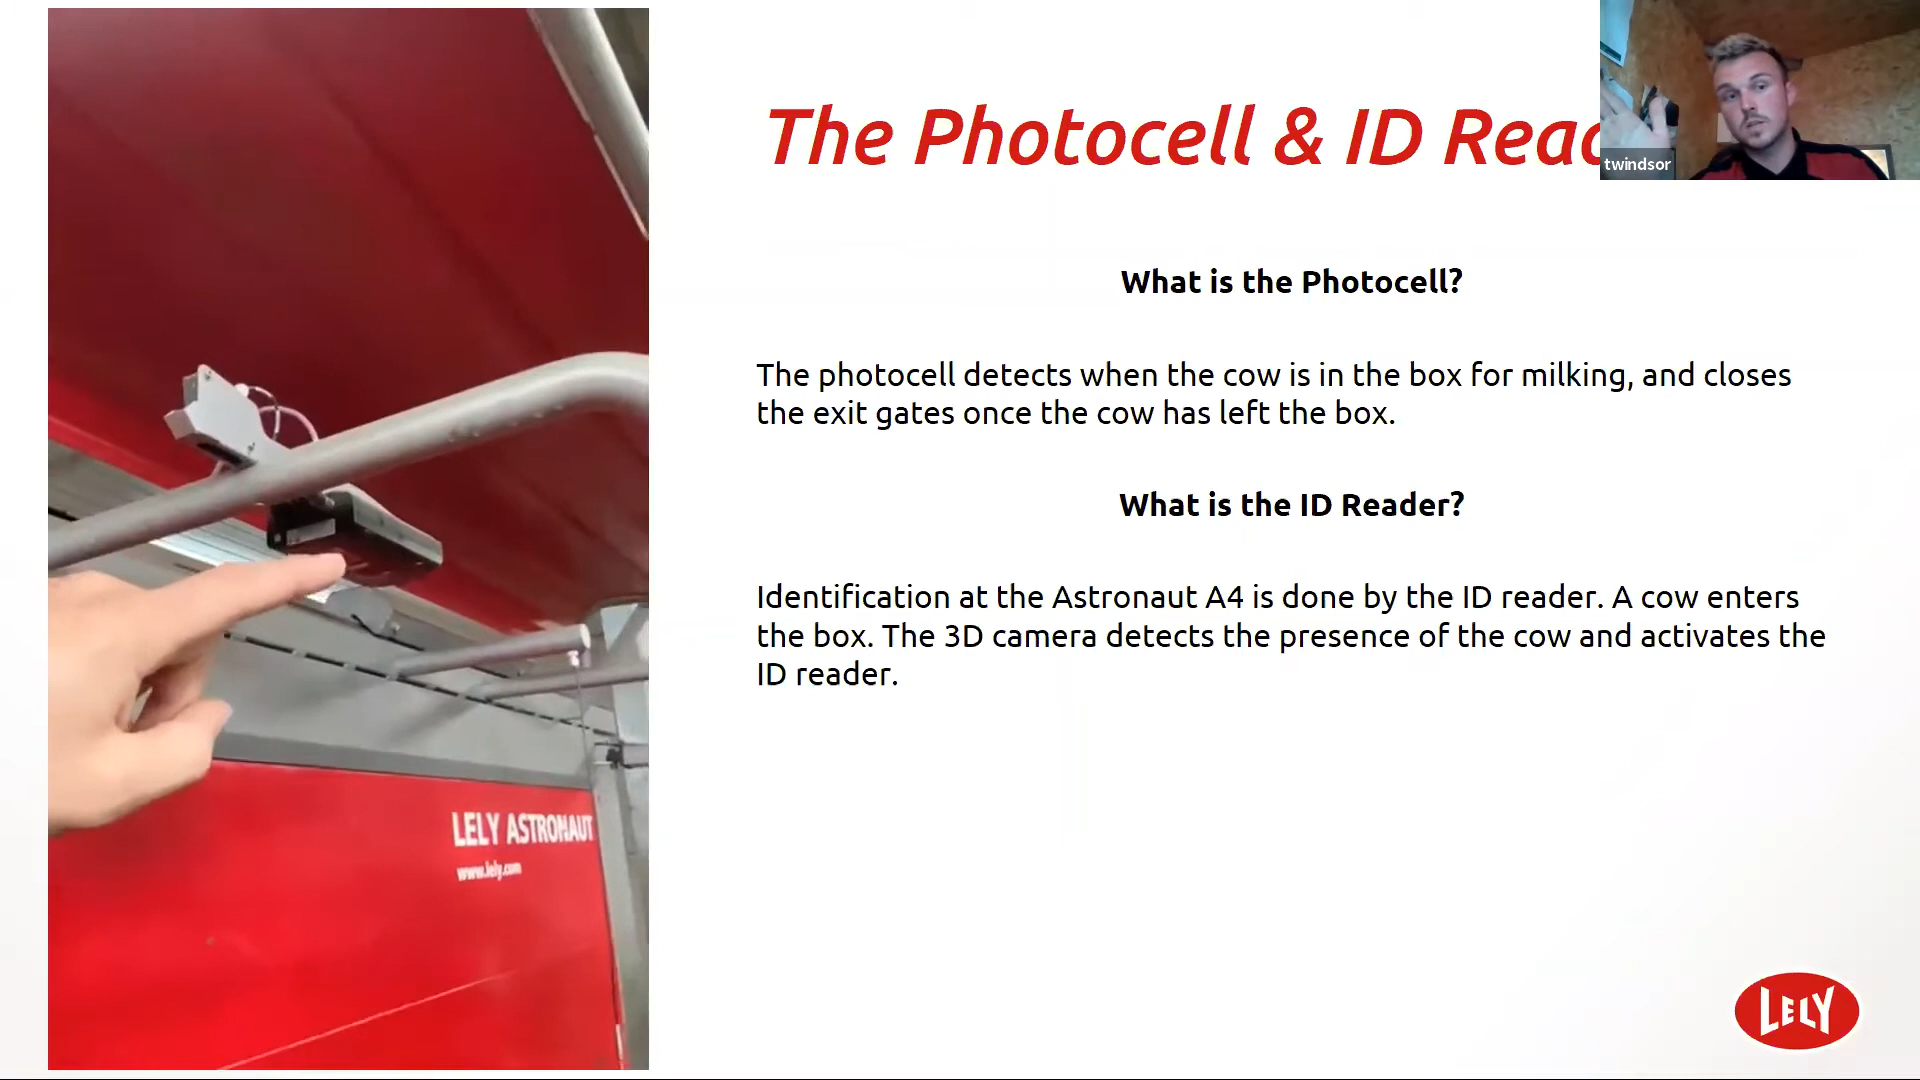 The Photocell & ID Reac
twindsor
What is the Photocell?
The photocell detects when the cow is in the box for milking, and closes
the exit gates once the cow has left the box.
What is the ID Reader?
Identification at the Astronaut A4 is done by the ID reader. A cow enters
the box. The 3D camera detects the presence of the cow and activates the
ID reader.
LELY ASTRONAUT
www.lely.com
LELY